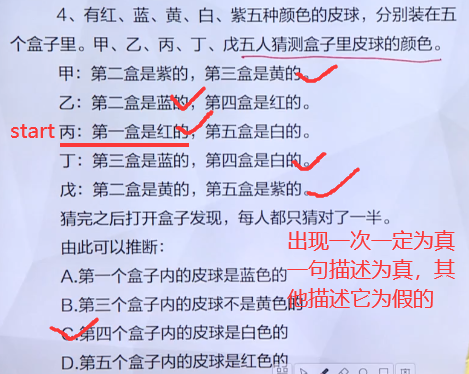 4、有红、蓝、黄、白、紫五种颜色的皮球，分别装在五
个盒子里。甲、乙、丙、丁、戊五人猜测盒子里皮球的颜色。
甲：第二盒是紫的，第三盒是黄的。
乙：第二盒是蓝的，第四盒是红的。
start 丙：第一盒是红的，第五盒是白的。
丁：第三盒是蓝的，第四盒是白的。
戊：第二盒是黄的，第五盒是紫的。
猜完之后打开盒子发现，每人都只猜对了一半。
由此可以推断：
A.第一个盒子内的皮球是蓝色的
B.第三个盒子内的皮球不是黄色的
C.第四个盒子内的皮球是白色的
D.第五个盒子内的皮球是红色的
出现一次一定为真
一句描述为真，其
他描述它为假的